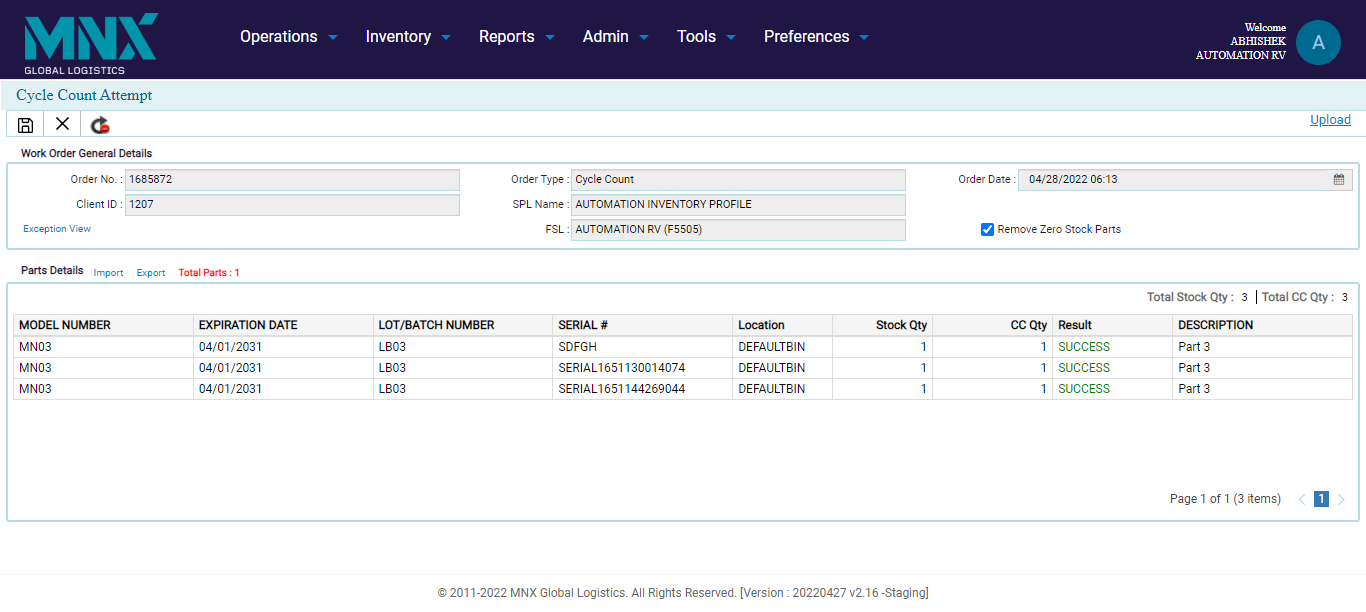 MNX
GLOBAL LOGISTICS
Operations Inventory Reports Admin Tools Preferences
Welcome
ABHISHEK
AUTOMATION RV
A
Cycle Count Attempt
Upload
Work Order General Details
Order No. : 1685872 Order Type : Cycle Count Order Date : 04/28/2022 06:13
Client ID : 1207 SPL Name : AUTOMATION INVENTORY PROFILE
Exception View FSL : AUTOMATION RV (F5505) Remove Zero Stock Parts
Parts Details Import Export Total Parts : 1
Total Stock Qty : 3 Total CC Qty : 3
MODEL NUMBER EXPIRATION DATE LOT/BATCH NUMBER SERIAL # Location Stock Qty CC Qty Result DESCRIPTION
MN03 04/01/2031 LB03 SDFGH DEFAULTBIN 1 1 SUCCESS Part 3
MN03 04/01/2031 LB03 SERIAL1651130014074 DEFAULTBIN 1 1 SUCCESS Part 3
MN03 04/01/2031 LB03 SERIAL1651144269044 DEFAULTBIN 1 1 SUCCESS Part 3
Page 1 of 1 (3 items) 1
© 2011-2022 MNX Global Logistics. All Rights Reserved. [Version : 20220427 v2.16 -Staging]